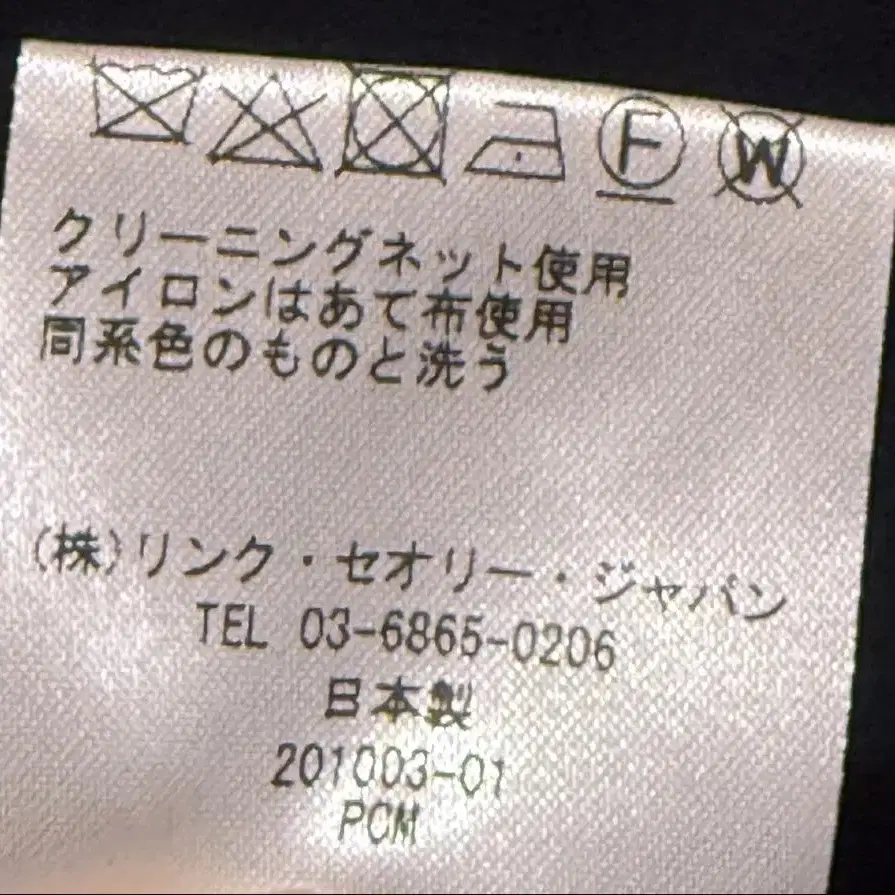 F W
クリーニングネット使用
アイロンはあて布使用
同系色のものと洗う
(株)リンク・セオリー・ジャパン
TEL 03-6865-0206
日本製
201003-01
PCM